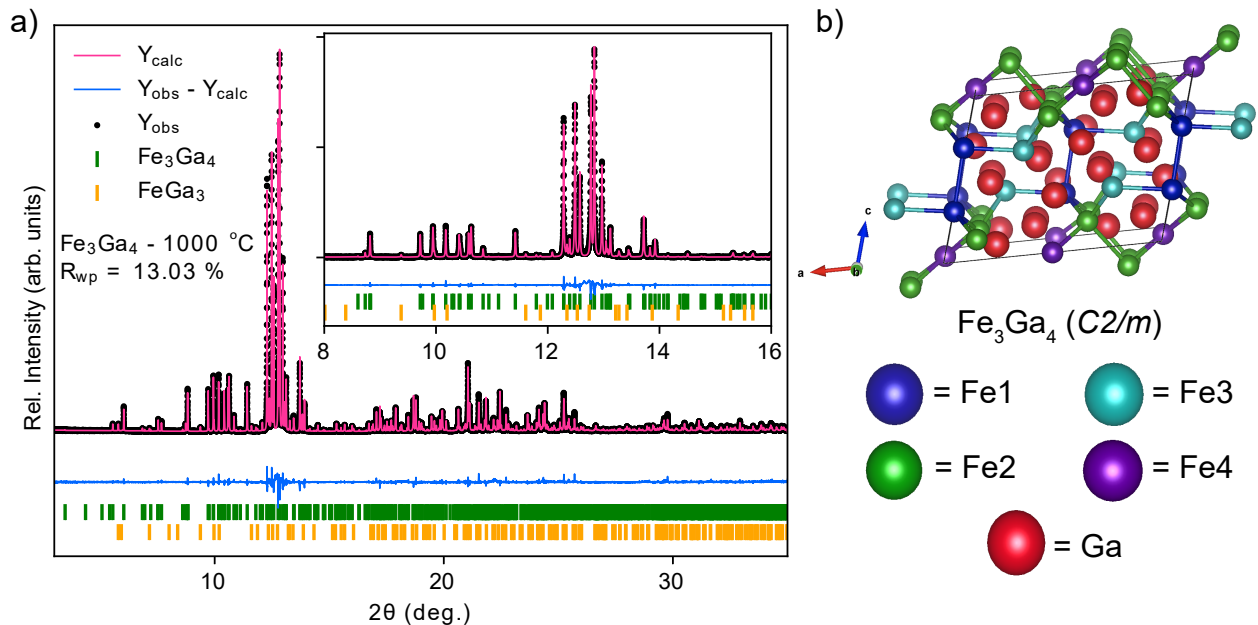 a)
Y_calc
Y_obs - Y_calc
Y_obs
Fe₃Ga₄
FeGa₃
Fe₃Ga₄ - 1000 °C
R_wp = 13.03 %
Rel. Intensity (arb. units)
8 10 12 14 16
10 20 30
2θ (deg.)
b)
c
a
b
Fe₃Ga₄ (C2/m)
= Fe1
= Fe3
= Fe2
= Fe4
= Ga